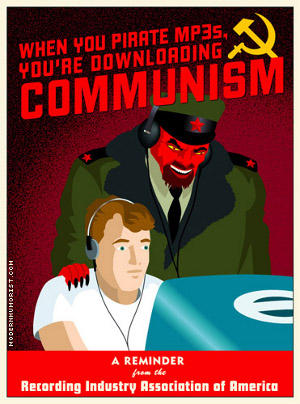 WHEN YOU PIRATE MP3s,
YOU'RE DOWNLOADING
COMMUNISM
MODERNHUMORIST.COM
A REMINDER
from the
Recording Industry Association of America